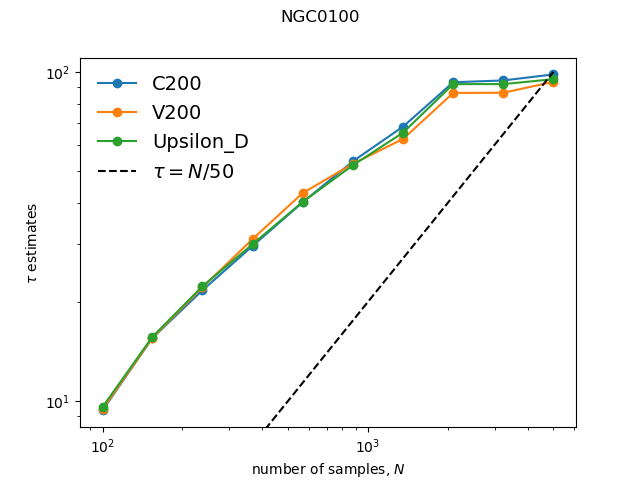 NGC0100
C200
V200
Upsilon_D
τ = N/50
τ estimates
10²
10¹
10²
10³
number of samples, N